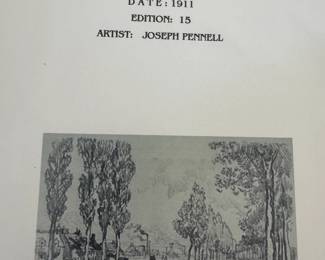 DATE: 1911
EDITION: 15
ARTIST: JOSEPH PENNELL